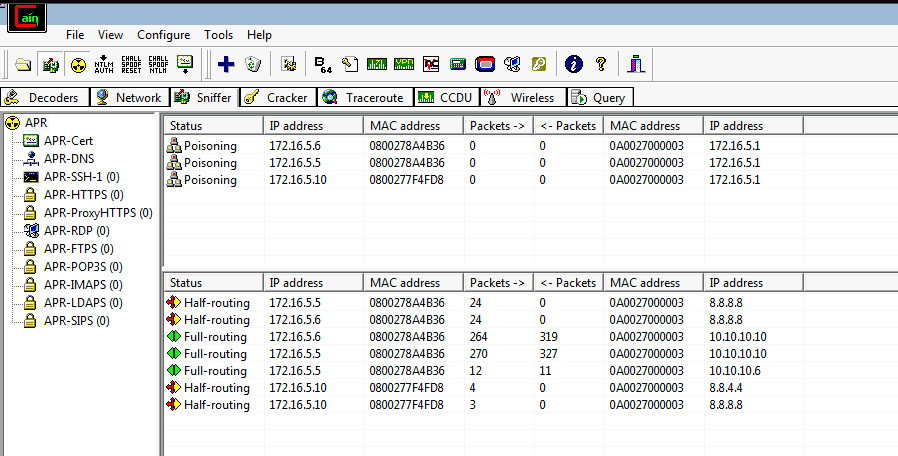 Cain
File View Configure Tools Help
NTLM AUTH CHALL SPOOF RESET CHALL SPOOF NTLM B64
Decoders Network Sniffer Cracker Traceroute CCDU Wireless Query
APR
APR-Cert
APR-DNS
APR-SSH-1 (0)
APR-HTTPS (0)
APR-ProxyHTTPS (0)
APR-RDP (0)
APR-FTPS (0)
APR-POP3S (0)
APR-IMAPS (0)
APR-LDAPS (0)
APR-SIPS (0)
Status IP address MAC address Packets -> <- Packets MAC address IP address
Poisoning 172.16.5.6 0800278A4B36 0 0 0A0027000003 172.16.5.1
Poisoning 172.16.5.5 0800278A4B36 0 0 0A0027000003 172.16.5.1
Poisoning 172.16.5.10 0800277F4FD8 0 0 0A0027000003 172.16.5.1
Status IP address MAC address Packets -> <- Packets MAC address IP address
Half-routing 172.16.5.5 0800278A4B36 24 0 0A0027000003 8.8.8.8
Half-routing 172.16.5.6 0800278A4B36 24 0 0A0027000003 8.8.8.8
Full-routing 172.16.5.6 0800278A4B36 264 319 0A0027000003 10.10.10.10
Full-routing 172.16.5.5 0800278A4B36 270 327 0A0027000003 10.10.10.10
Full-routing 172.16.5.5 0800278A4B36 12 11 0A0027000003 10.10.10.6
Half-routing 172.16.5.10 0800277F4FD8 4 0 0A0027000003 8.8.4.4
Half-routing 172.16.5.10 0800277F4FD8 3 0 0A0027000003 8.8.8.8